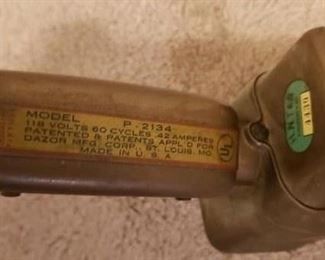 MODEL P-2134
118 VOLTS 60 CYCLES .42 AMPERES
PATENTED & PATENTS APPL'D FOR
DAZOR MFG. CORP., ST. LOUIS, MO.
MADE IN U.S.A.
UL